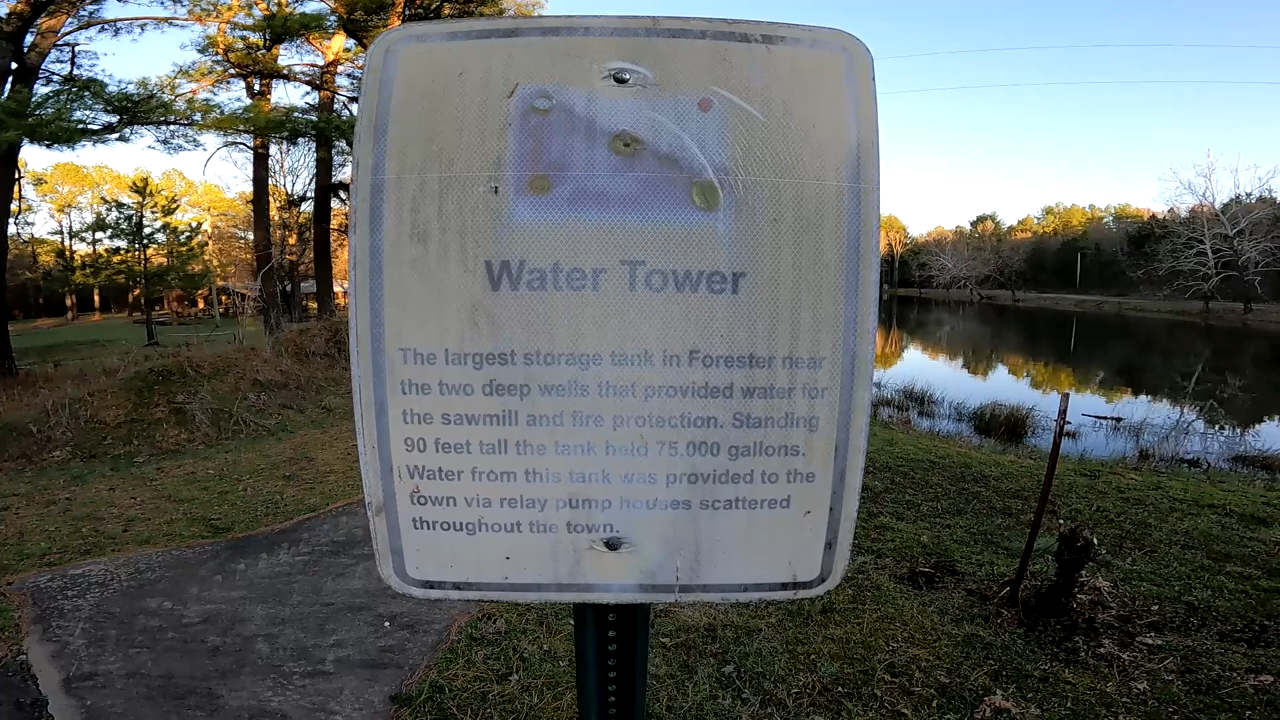 Water Tower
The largest storage tank in Forester near
the two deep wells that provided water for
the sawmill and fire protection. Standing
90 feet tall the tank held 75,000 gallons.
Water from this tank was provided to the
town via relay pump houses scattered
throughout the town.